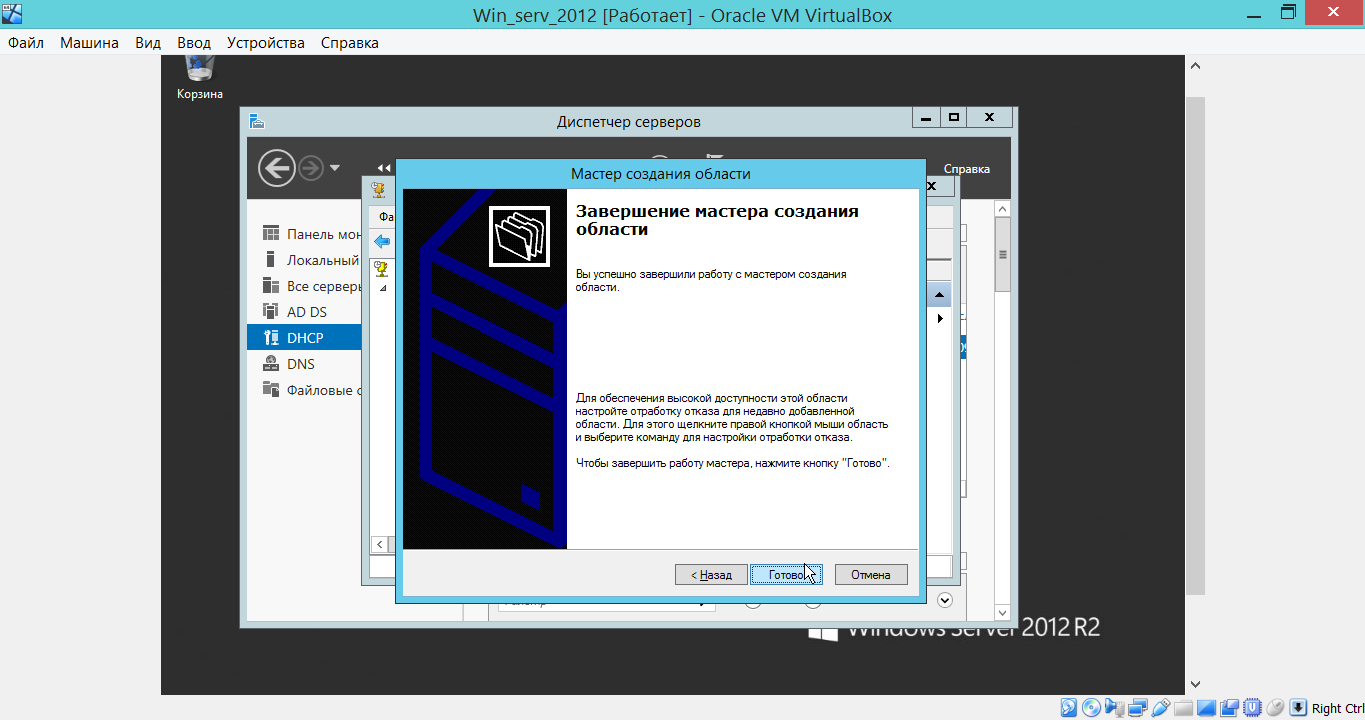 Win_serv_2012 [Работает] - Oracle VM VirtualBox
Файл Машина Вид Ввод Устройства Справка
Корзина
Диспетчер серверов
Справка
Мастер создания области
Фа
Панель мон
Локальный
Все серверы
AD DS
DHCP
DNS
Файловые с
Завершение мастера создания
области
Вы успешно завершили работу с мастером создания
области.
Для обеспечения высокой доступности этой области
настройте отработку отказа для недавно добавленной
области. Для этого щелкните правой кнопкой мыши область
и выберите команду для настройки отработки отказа.
Чтобы завершить работу мастера, нажмите кнопку "Готово".
< Назад Готово Отмена
Windows Server 2012 R2
Right Ctrl